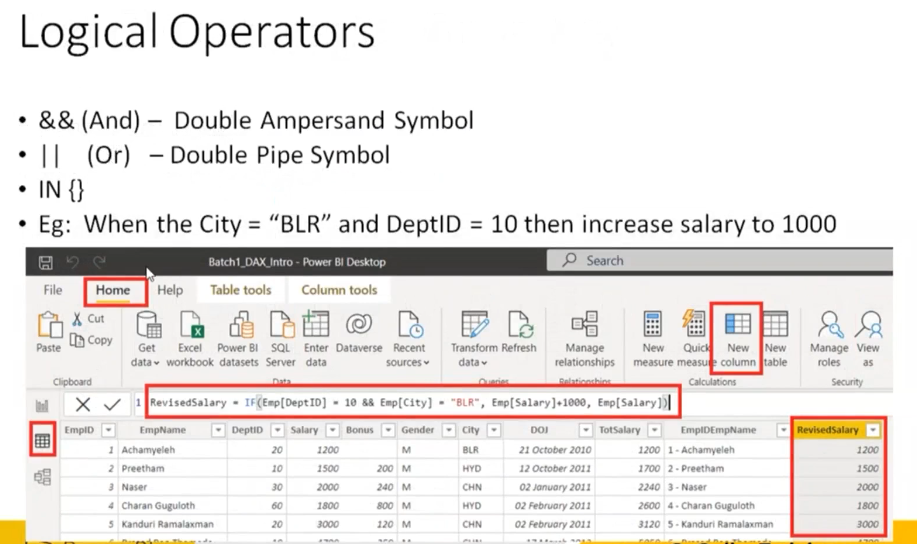 Logical Operators
• && (And) – Double Ampersand Symbol
• || (Or) – Double Pipe Symbol
• IN {}
• Eg: When the City = “BLR” and DeptID = 10 then increase salary to 1000
Batch1_DAX_Intro - Power BI Desktop Search
File Home Help Table tools Column tools
Paste Cut Copy Get data Excel workbook Power BI datasets SQL Server Enter data Dataverse Recent sources Transform data Refresh Manage relationships New measure Quick measure New column New table Manage roles View as
Clipboard Data Queries Relationships Calculations Security
1 RevisedSalary = IF(Emp[DeptID] = 10 && Emp[City] = "BLR", Emp[Salary]+1000, Emp[Salary])
EmpID EmpName DeptID Salary Bonus Gender City DOJ TotSalary EmpIDEmpName RevisedSalary
1 Achamyeleh 20 1200 M BLR 21 October 2010 1200 1 - Achamyeleh 1200
2 Preetham 10 1500 200 M HYD 12 October 2011 1700 2 - Preetham 1500
3 Naser 30 2000 240 M CHN 02 January 2011 2240 3 - Naser 2000
4 Charan Guguloth 60 1800 800 M HYD 02 February 2011 2600 4 - Charan Guguloth 1800
5 Kanduri Ramalaxman 20 3000 120 M CHN 02 February 2011 3120 5 - Kanduri Ramalaxman 3000